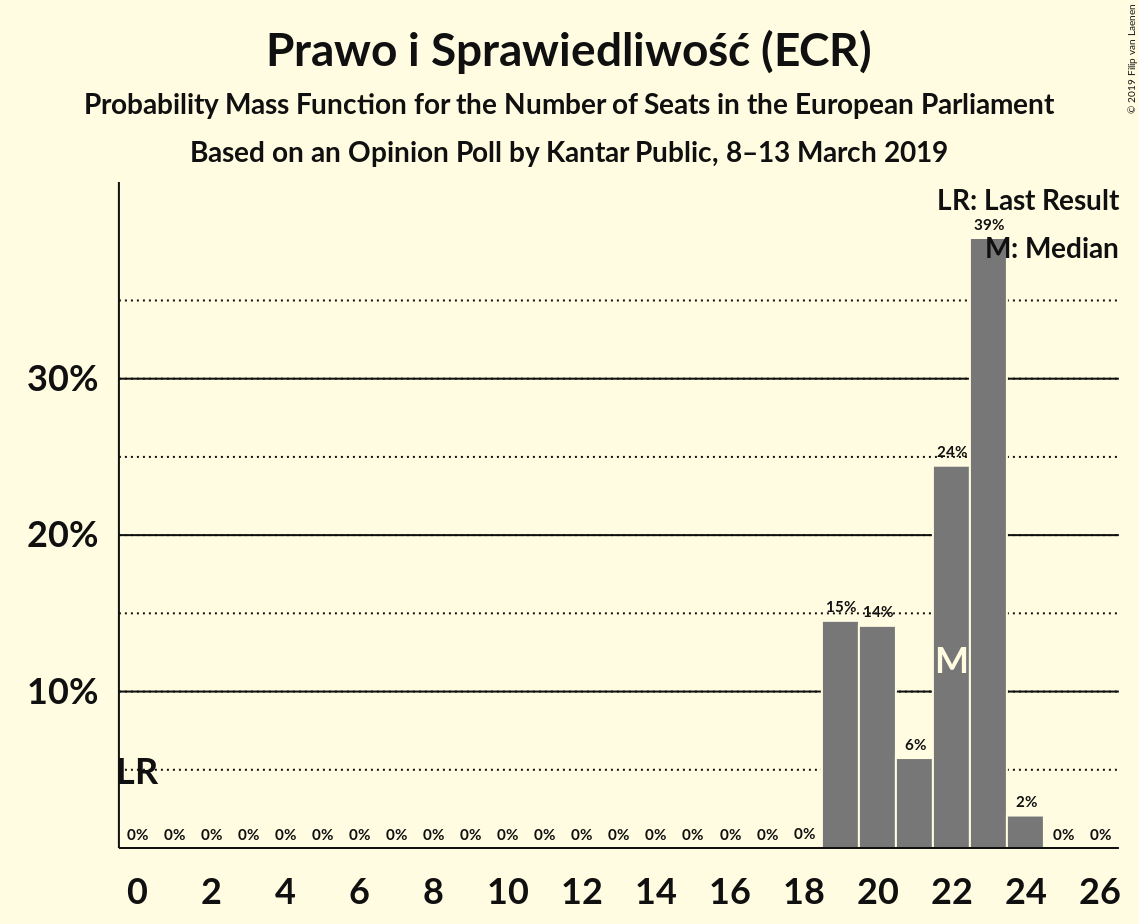 Prawo i Sprawiedliwość (ECR)
Probability Mass Function for the Number of Seats in the European Parliament
Based on an Opinion Poll by Kantar Public, 8–13 March 2019
© 2019 Filip van Laenen
LR: Last Result
M: Median
39%
30%
24%
20%
15% 14%
M
10%
6%
LR
2%
0% 0% 0% 0% 0% 0% 0% 0% 0% 0% 0% 0% 0% 0% 0% 0% 0% 0% 0% 0% 0%
0 2 4 6 8 10 12 14 16 18 20 22 24 26